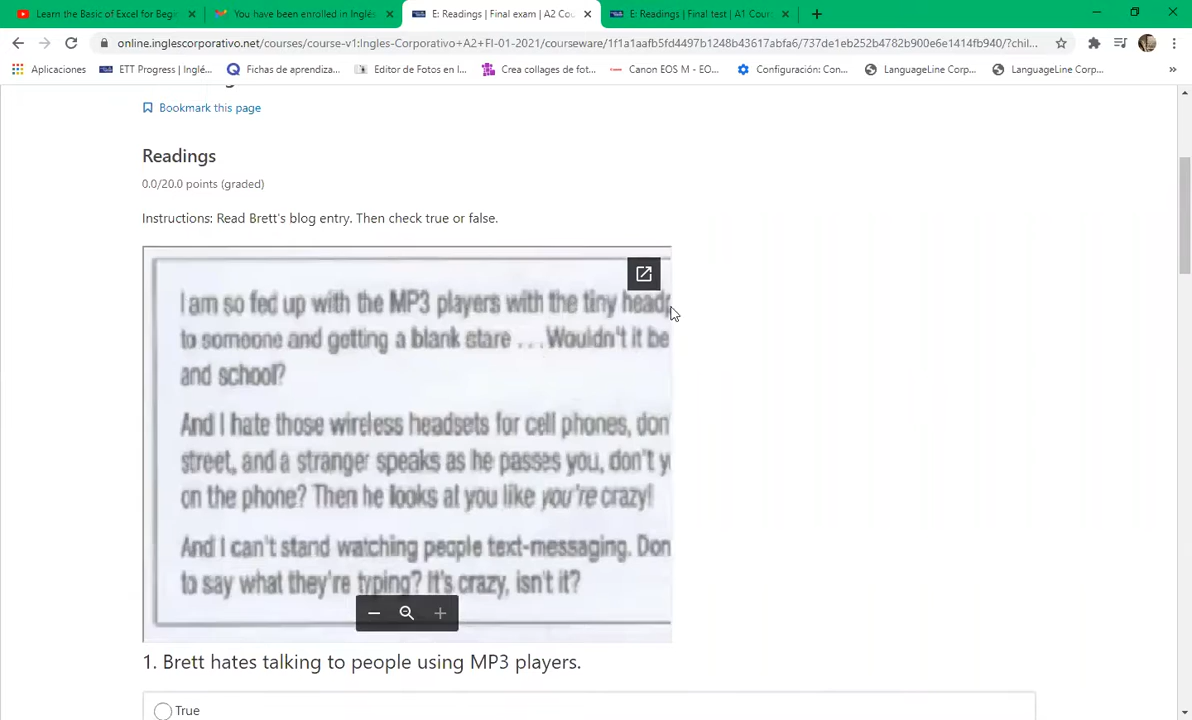 Learn the Basic of Excel for Begi
You have been enrolled in Inglés
E: Readings | Final exam | A2 Cou
E: Readings | Final test | A1 Cour
online.inglescorporativo.net/courses/course-v1:Ingles-Corporativo+A2+FI-01-2021/courseware/1f1a1aafb5fd4497b1248b43617abfa6/737de1eb252b4782b900e6e1414fb940/?chil...
Aplicaciones
ETT Progress | Inglé...
Fichas de aprendiza...
Editor de Fotos en l...
Crea collages de fot...
Canon EOS M - EO...
Configuración: Con...
LanguageLine Corp...
LanguageLine Corp...
Bookmark this page
Readings
0.0/20.0 points (graded)
Instructions: Read Brett's blog entry. Then check true or false.
I am so fed up with the MP3 players with the tiny headp
to someone and getting a blank stare ... Wouldn't it be
and school?
And I hate those wireless headsets for cell phones, don'
street, and a stranger speaks as he passes you, don't y
on the phone? Then he looks at you like you're crazy!
And I can't stand watching people text-messaging. Don
to say what they're typing? It's crazy, isn't it?
1. Brett hates talking to people using MP3 players.
True